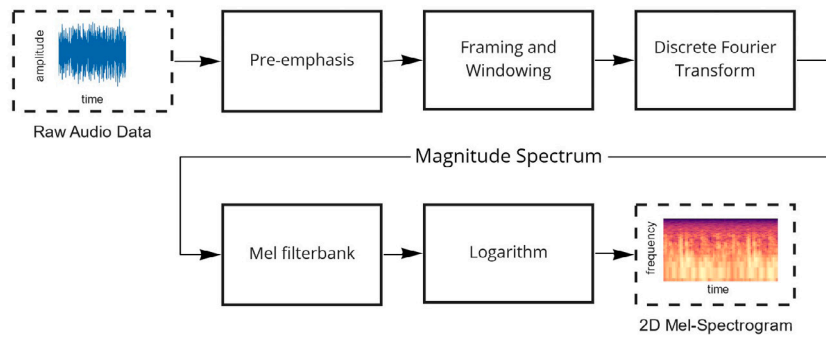 amplitude
time
Raw Audio Data
Pre-emphasis
Framing and
Windowing
Discrete Fourier
Transform
Magnitude Spectrum
Mel filterbank
Logarithm
frequency
time
2D Mel-Spectrogram